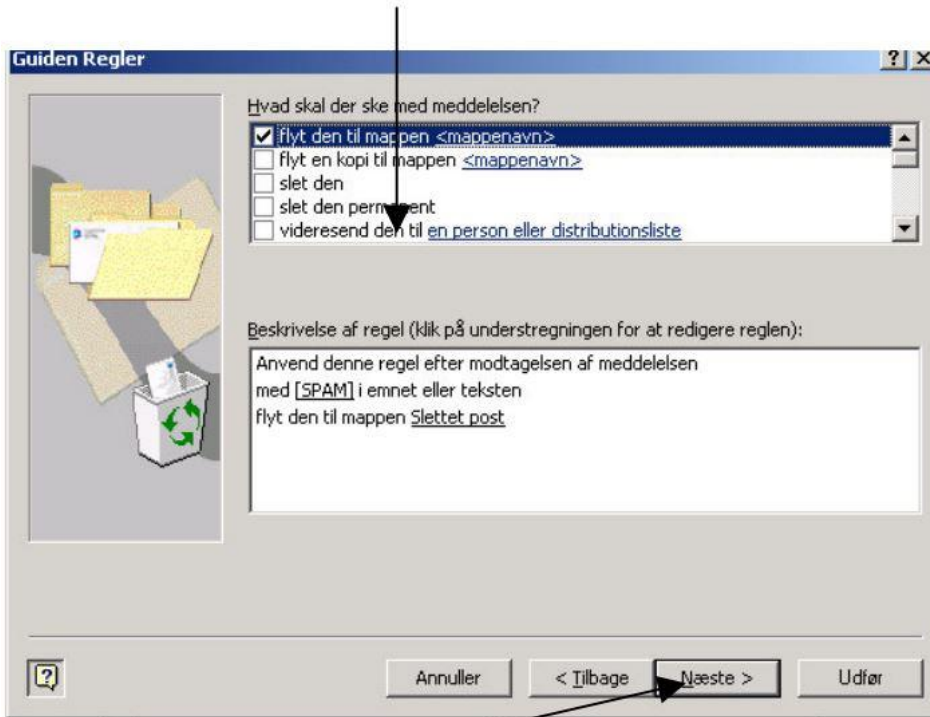 Guiden Regler
Hvad skal der ske med meddelelsen?
flyt den til mappen <mappenavn>
flyt en kopi til mappen <mappenavn>
slet den
slet den permanent
videresend den til en person eller distributionsliste
Beskrivelse af regel (klik på understregningen for at redigere reglen):
Anvend denne regel efter modtagelsen af meddelelsen
med [SPAM] i emnet eller teksten
flyt den til mappen Slettet post
Annuller < Tilbage Næste > Udfør